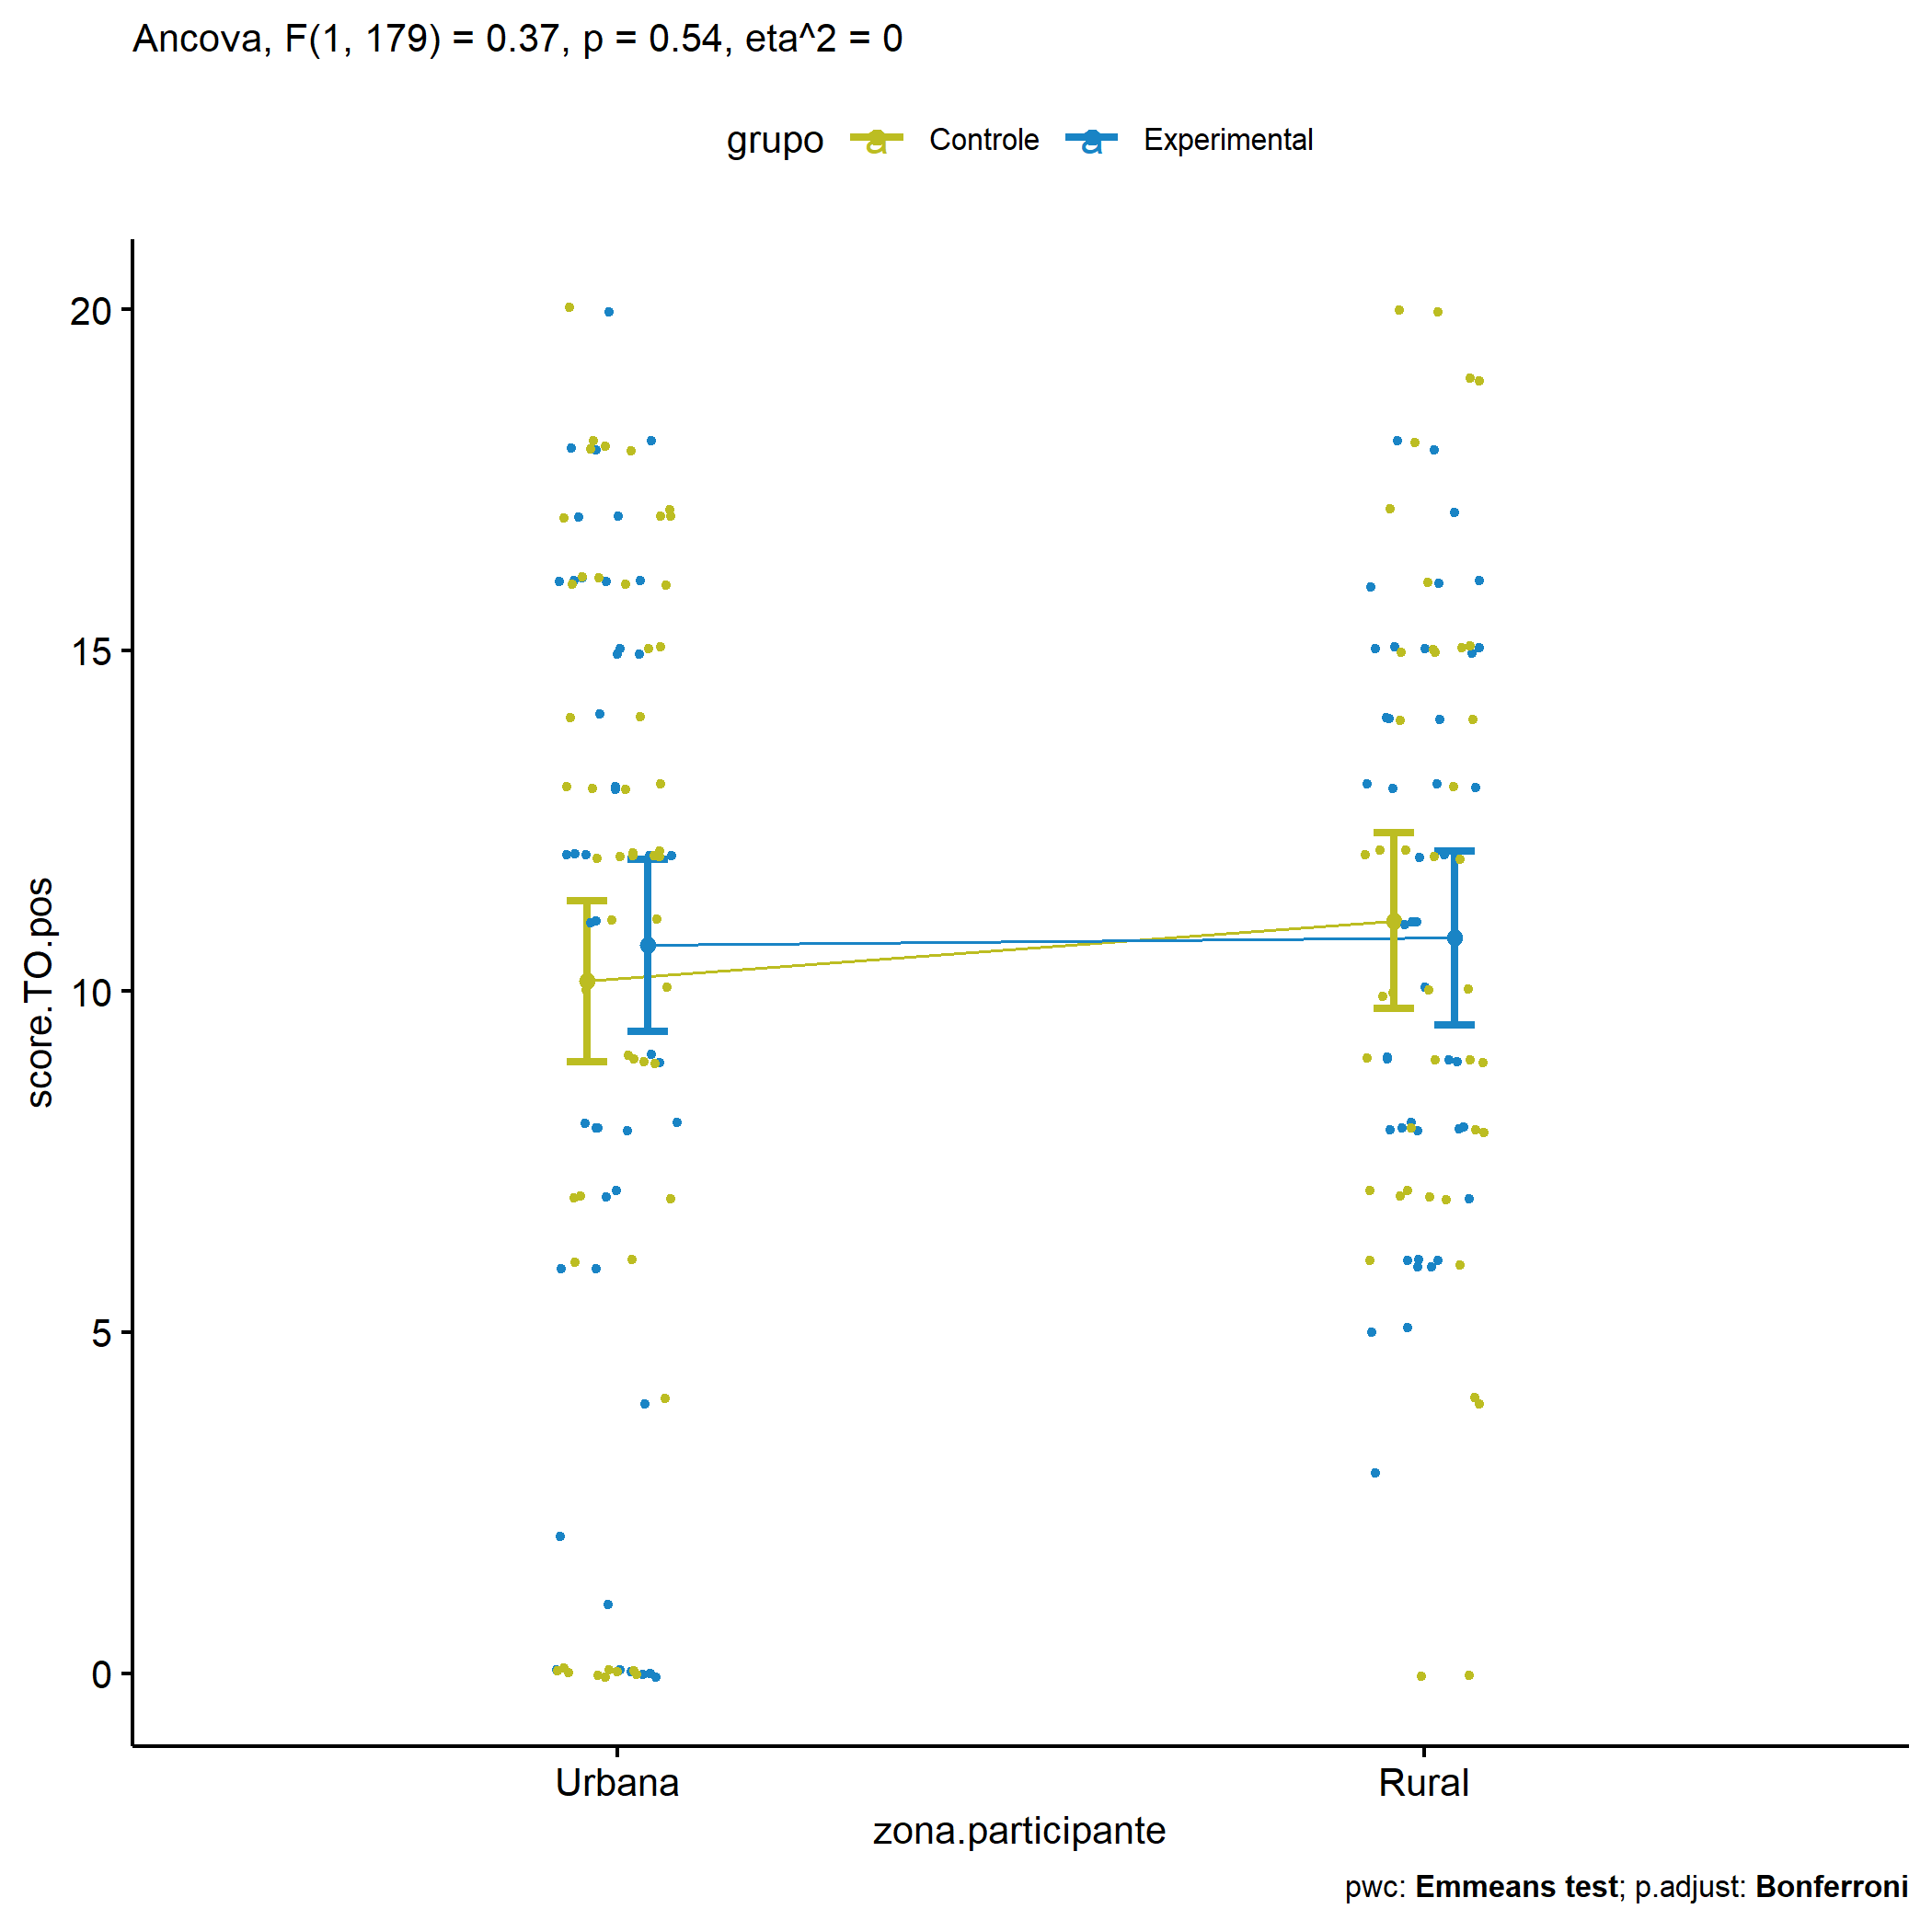 Ancova, F(1, 179) = 0.37, p = 0.54, eta^2 = 0
grupo a Controle a Experimental
20
15
10
5
0
score.TO.pos
Urbana Rural
zona.participante
pwc: Emmeans test; p.adjust: Bonferroni